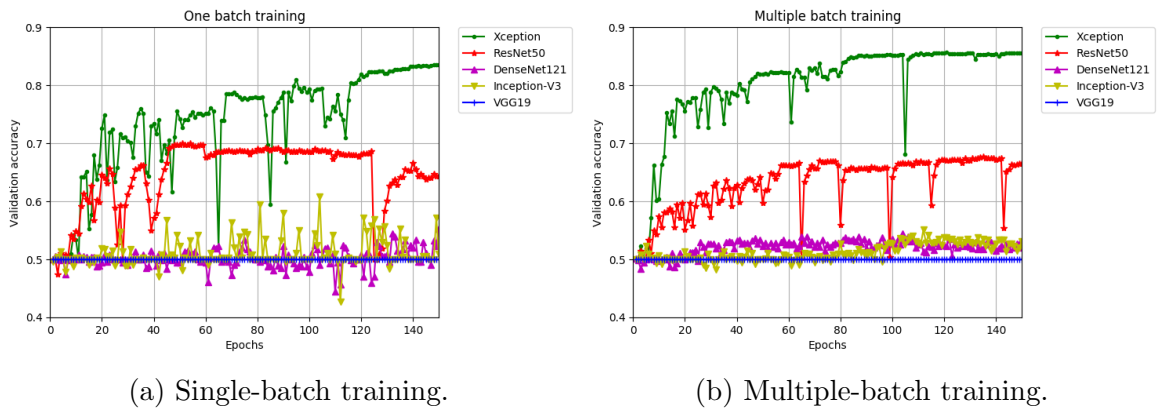 One batch training
Validation accuracy
0.9
0.8
0.7
0.6
0.5
0.4
0 20 40 60 80 100 120 140
Epochs
Xception
ResNet50
DenseNet121
Inception-V3
VGG19
(a) Single-batch training.
Multiple batch training
Validation accuracy
0.9
0.8
0.7
0.6
0.5
0.4
0 20 40 60 80 100 120 140
Epochs
Xception
ResNet50
DenseNet121
Inception-V3
VGG19
(b) Multiple-batch training.